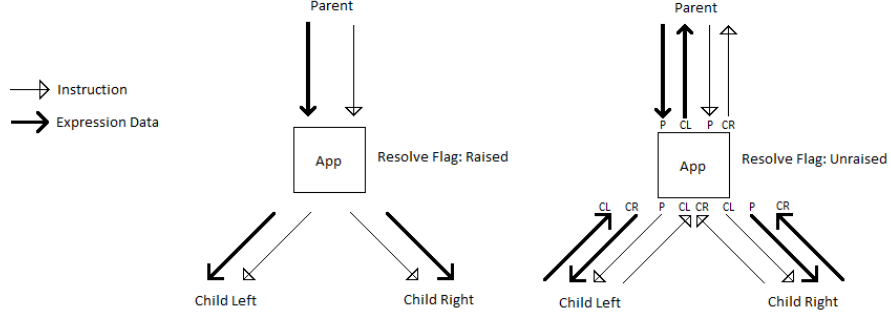 Parent
Parent
Instruction
Expression Data
P CL P CR
App
Resolve Flag: Raised
App
Resolve Flag: Unraised
CL CR P CL CR CL P CR
Child Left
Child Right
Child Left
Child Right